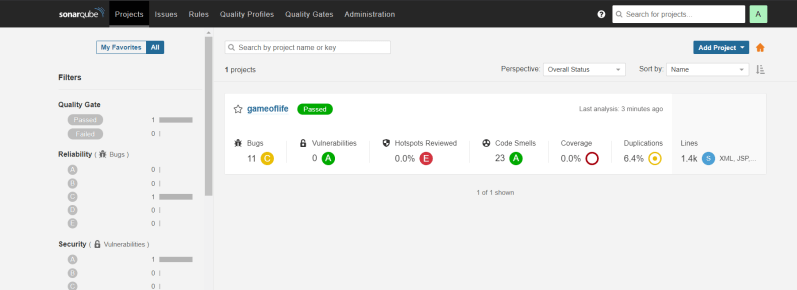 sonarqube Projects Issues Rules Quality Profiles Quality Gates Administration ? Search for projects... A
My Favorites All
Search by project name or key
Add Project
1 projects
Perspective: Overall Status Sort by: Name
Filters
Quality Gate
Passed 1
Failed 0
Reliability ( Bugs )
A 0
B 0
C 1
D 0
E 0
Security ( Vulnerabilities )
A 1
0
gameoflife Passed Last analysis: 3 minutes ago
Bugs Vulnerabilities Hotspots Reviewed Code Smells Coverage Duplications Lines
11 C 0 A 0.0% E 23 A 0.0% 6.4% 1.4k S XML, JSP,...
1 of 1 shown